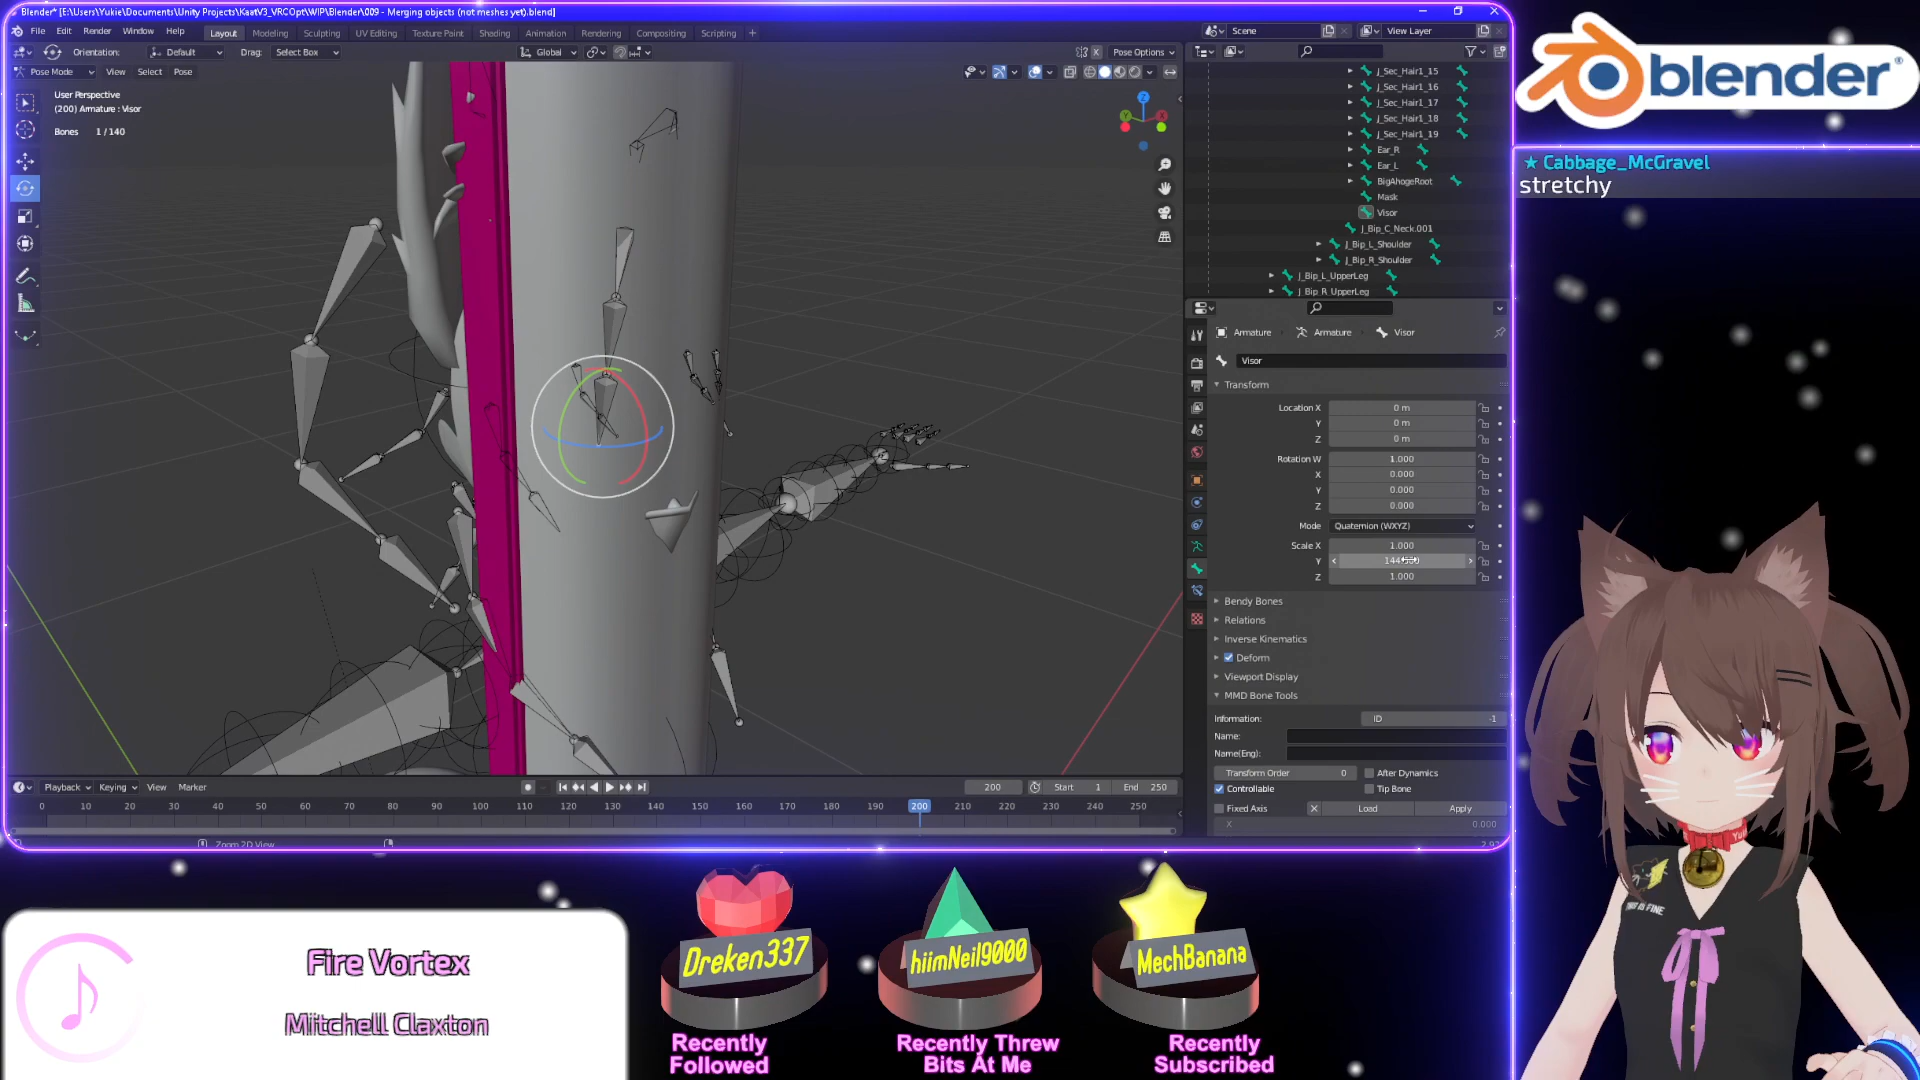 Blender* [E:\Users\Yukie\Documents\Unity Projects\KaatV3_VRCOpt\WIP\Blender\009 - Merging objects (not meshes yet).blend]
File Edit Render Window Help Layout Modeling Sculpting UV Editing Texture Paint Shading Animation Rendering Compositing Scripting + Scene View Layer
Orientation: Default Drag: Select Box Global X Pose Options
Pose Mode View Select Pose
User Perspective
(200) Armature : Visor
Bones 1 / 140
Z
Y
X
J_Sec_Hair1_15
J_Sec_Hair1_16
J_Sec_Hair1_17
J_Sec_Hair1_18
J_Sec_Hair1_19
Ear_R
Ear_L
BigAhogeRoot
Mask
Visor
J_Bip_C_Neck.001
J_Bip_L_Shoulder
J_Bip_R_Shoulder
J_Bip_L_UpperLeg
J_Bip_R_UpperLeg
Armature Armature Visor
Visor
Transform
Location X 0 m
Y 0 m
Z 0 m
Rotation W 1.000
X 0.000
Y 0.000
Z 0.000
Mode Quaternion (WXYZ)
Scale X 1.000
Y
Z 1.000
Bendy Bones
Relations
Inverse Kinematics
Deform
Viewport Display
MMD Bone Tools
Information: ID -1
Name:
Name(Eng):
Transform Order 0 After Dynamics
Controllable Tip Bone
Fixed Axis Load Apply
X 0.000
Playback Keying View Marker 200 Start 1 End 250
0 10 20 30 40 50 60 70 80 90 100 110 120 130 140 150 160 170 180 190 200 210 220 230 240 250
Zoom 2D View
blender
★ Cabbage_McGravel
stretchy
Fire Vortex
Mitchell Claxton
Dreken337
Recently
Followed
hiimNeil9000
Recently Threw
Bits At Me
MechBanana
Recently
Subscribed